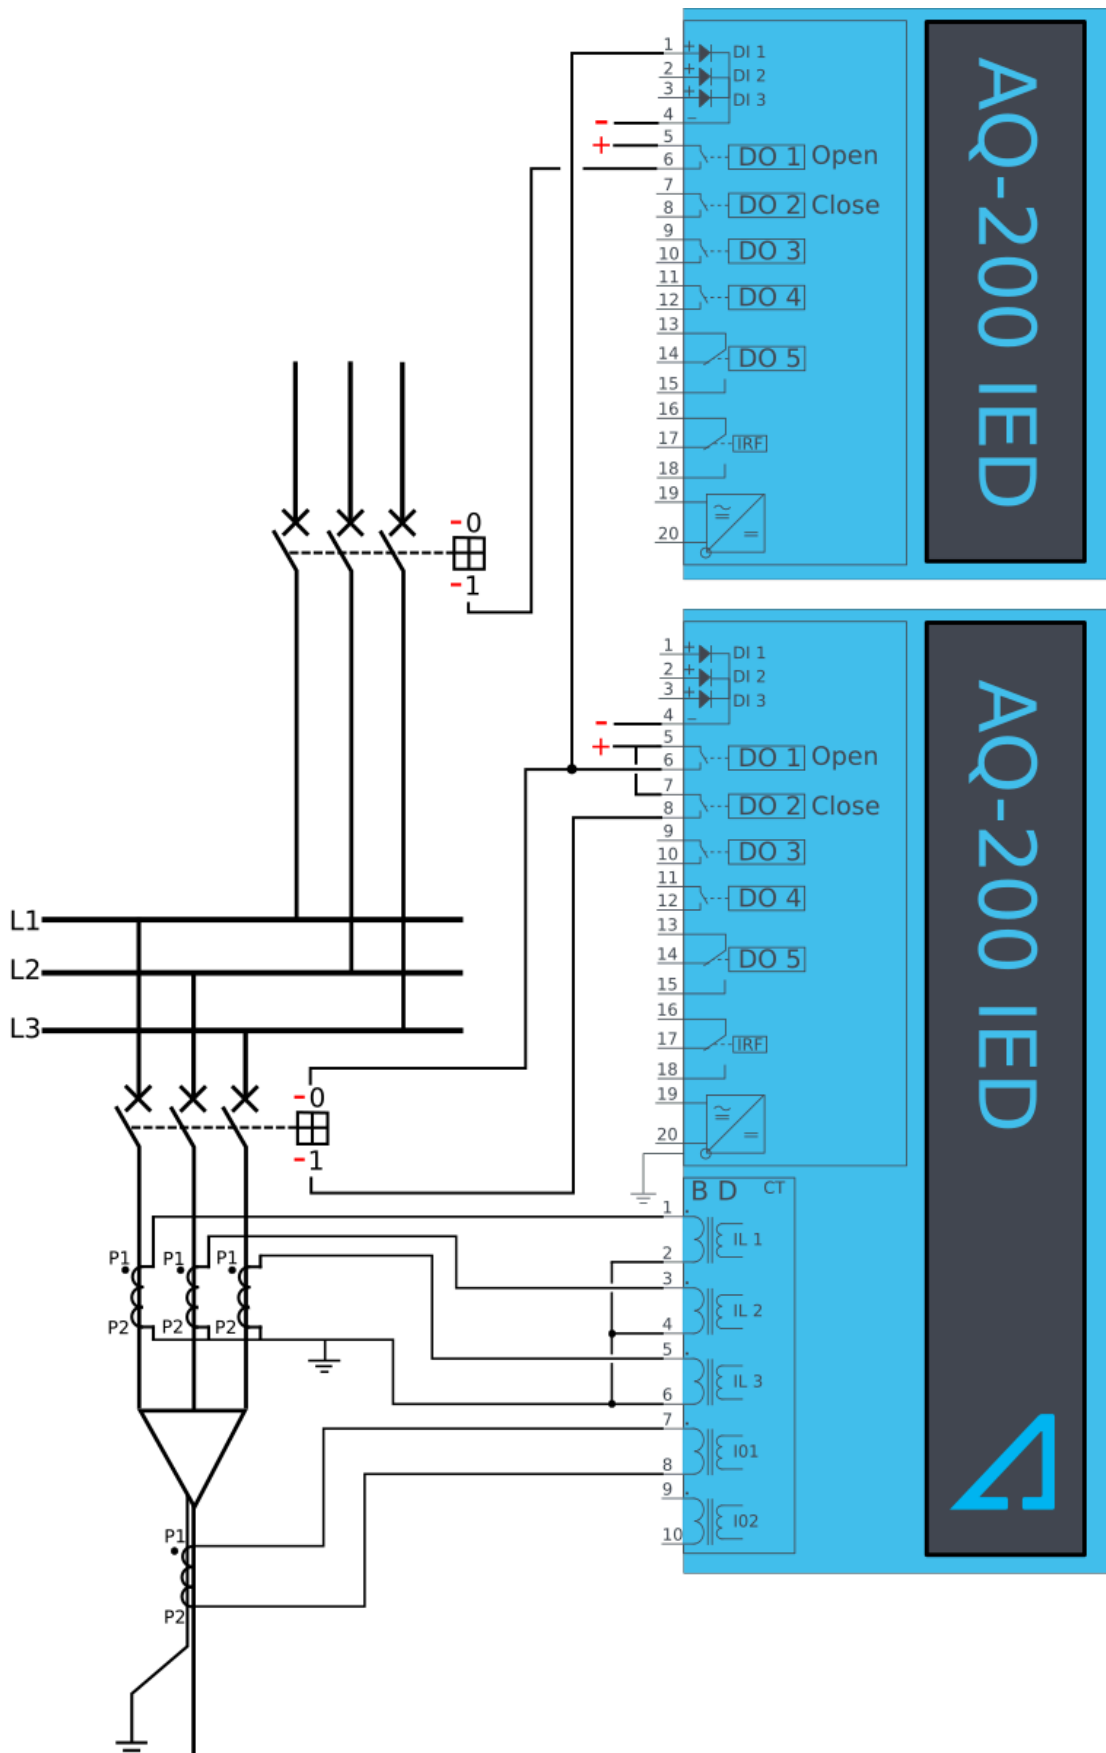 1 + DI 1
2 + DI 2
3 + DI 3
- 4 -
+ 5
6 DO 1 Open
7
8 DO 2 Close
9
10 DO 3
11
12 DO 4
13
14 DO 5
15
16
17 IRF
18
19
20
AQ-200 IED
-0
-1
1 + DI 1
2 + DI 2
3 + DI 3
- 4 -
+ 5
6 DO 1 Open
7
8 DO 2 Close
9
10 DO 3
11
12 DO 4
13
14 DO 5
15
16
17 IRF
18
19
20
AQ-200 IED
L1
L2
L3
-0
-1
B D CT
1
2 IL 1
3
4 IL 2
5
6 IL 3
7
8 I01
9
10 I02
P1 P1 P1
P2 P2 P2
P1
P2